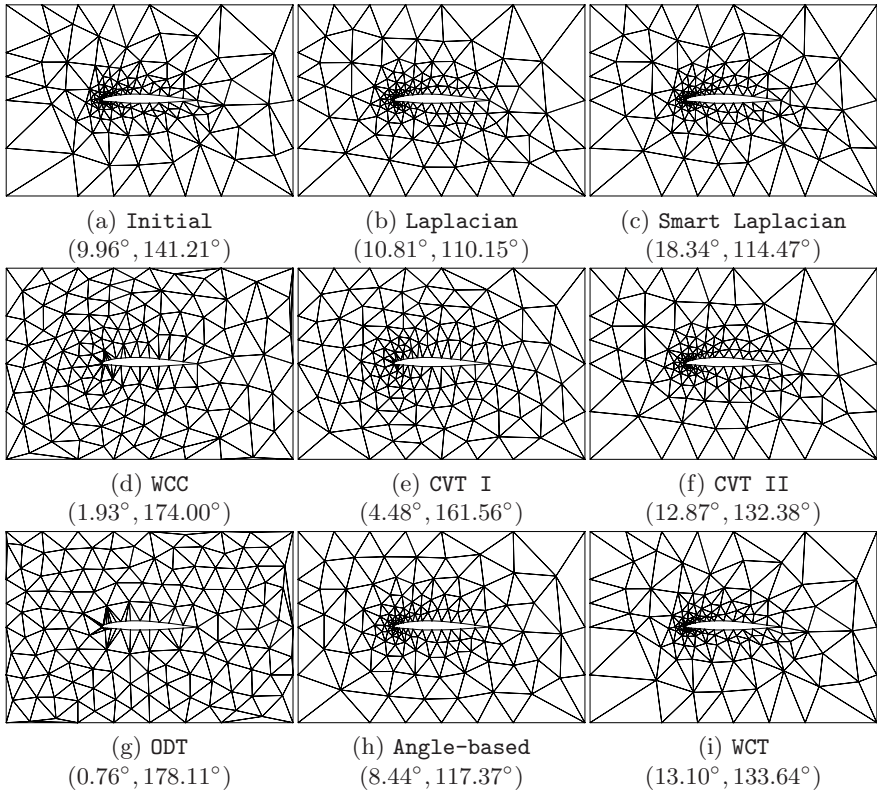 (a) Initial
(9.96°, 141.21°)
(b) Laplacian
(10.81°, 110.15°)
(c) Smart Laplacian
(18.34°, 114.47°)
(d) WCC
(1.93°, 174.00°)
(e) CVT I
(4.48°, 161.56°)
(f) CVT II
(12.87°, 132.38°)
(g) ODT
(0.76°, 178.11°)
(h) Angle-based
(8.44°, 117.37°)
(i) WCT
(13.10°, 133.64°)